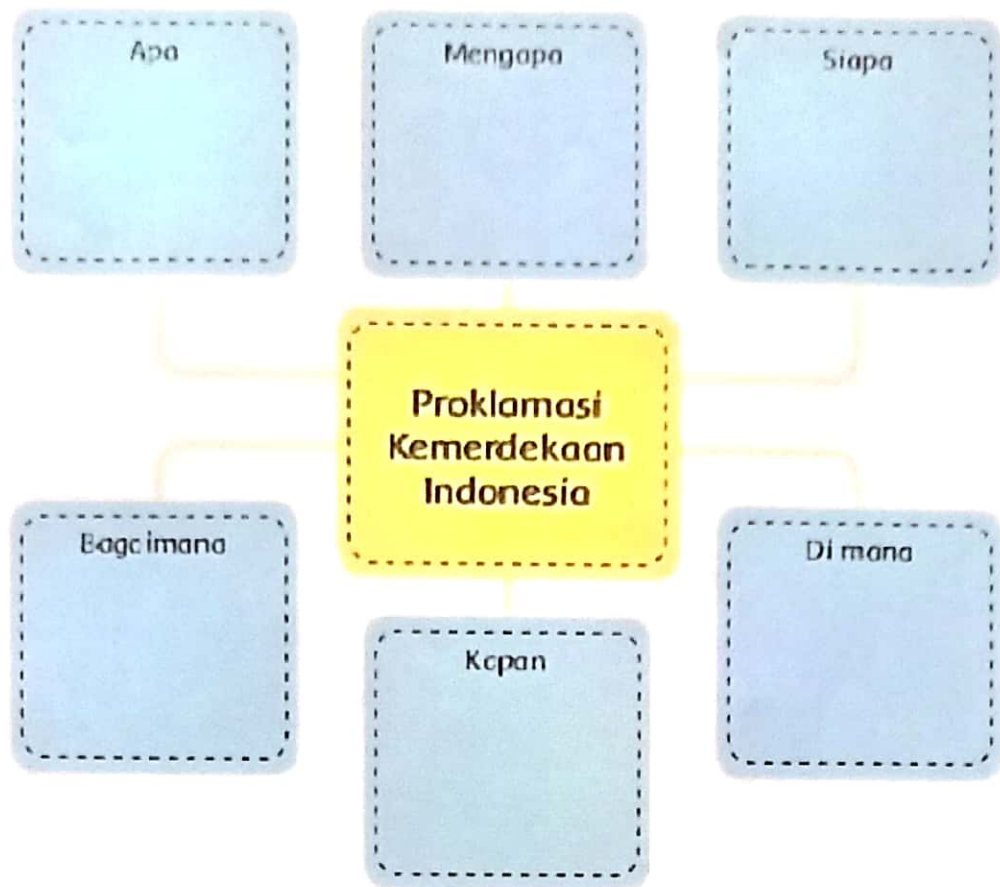 Apa
Mengapa
Siapa
Proklamasi
Kemerdekaan
Indonesia
Bagaimana
Di mana
Kapan